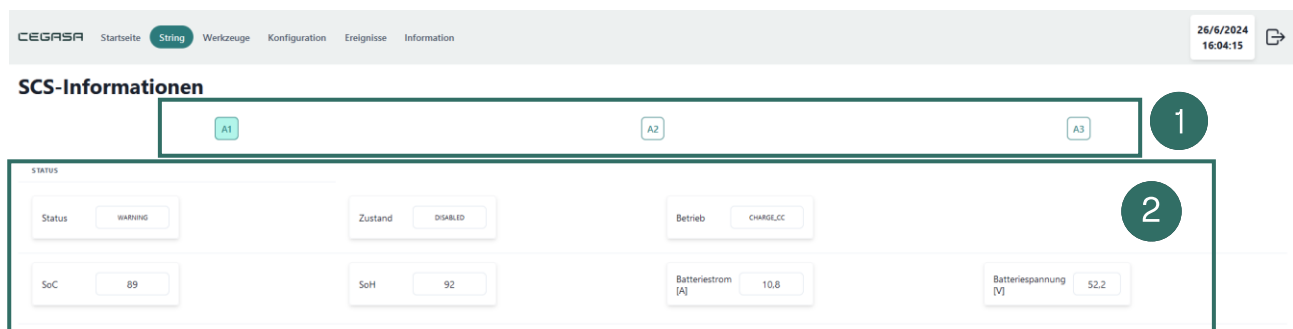 CEGASA Startseite String Werkzeuge Konfiguration Ereignisse Information 26/6/2024
16:04:15
SCS-Informationen
A1 A2 A3 1
STATUS
2
Status WARNING Zustand DISABLED Betrieb CHARGE_CC
SoC 89 SoH 92 Batteriestrom [A] 10,8 Batteriespannung [V] 52,2